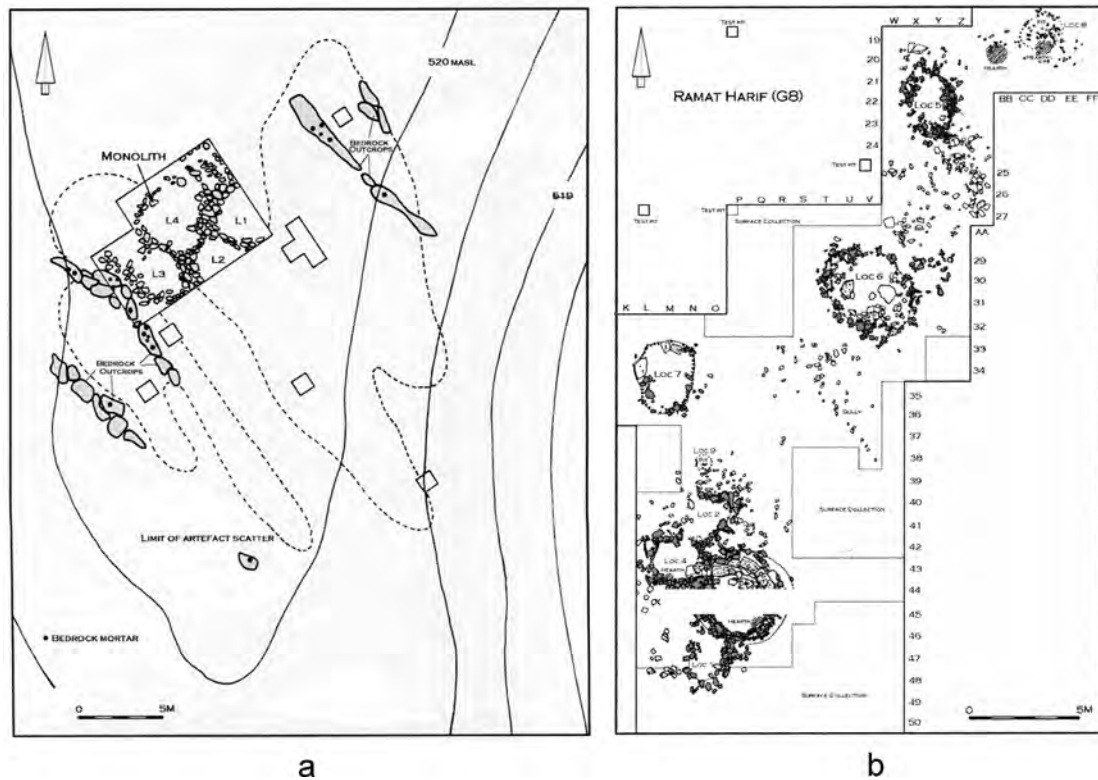 520 MASL
519
MONOLITH
BEDROCK
OUTCROPS
L4
L1
L3
L2
BEDROCK
OUTCROPS
LIMIT OF ARTEFACT SCATTER
• BEDROCK MORTAR
0 5M
a
RAMAT HARIF (G8)
TEST PIT
W X Y Z
LOC 8
HEARTH
HEARTH
19
20
21
22
23
24
LOC 5
BB CC DD EE FF
TEST PIT
25
26
27
TEST PIT
TEST PIT
P Q R S T U V
SURFACE COLLECTION
AA
LOC 6
29
30
31
32
33
34
K L M N O
LOC 7
GULLY
35
36
37
38
39
40
41
42
43
44
45
46
47
48
49
50
LOC 9
LOC 2
SURFACE COLLECTION
LOC 4
HEARTH
HEARTH
SURFACE COLLECTION
0 5M
b